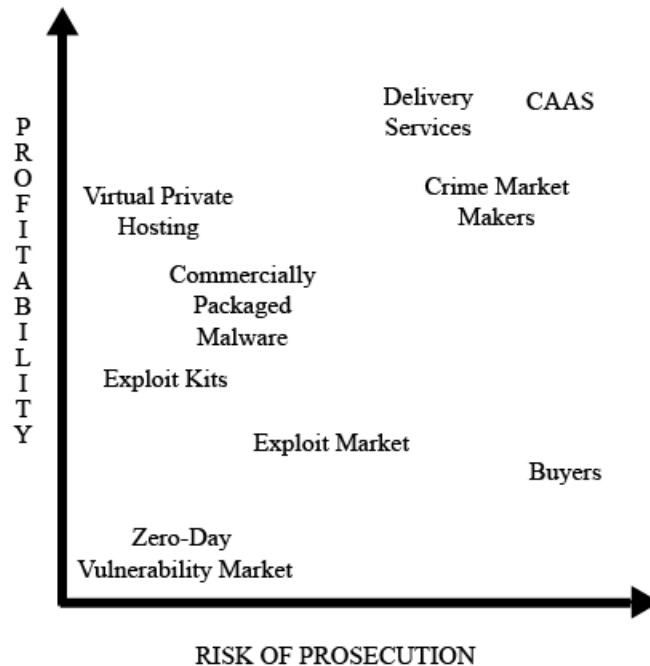 PROFITABILITY
Delivery
Services
CAAS
Virtual Private
Hosting
Crime Market
Makers
Commercially
Packaged
Malware
Exploit Kits
Exploit Market
Buyers
Zero-Day
Vulnerability Market
RISK OF PROSECUTION